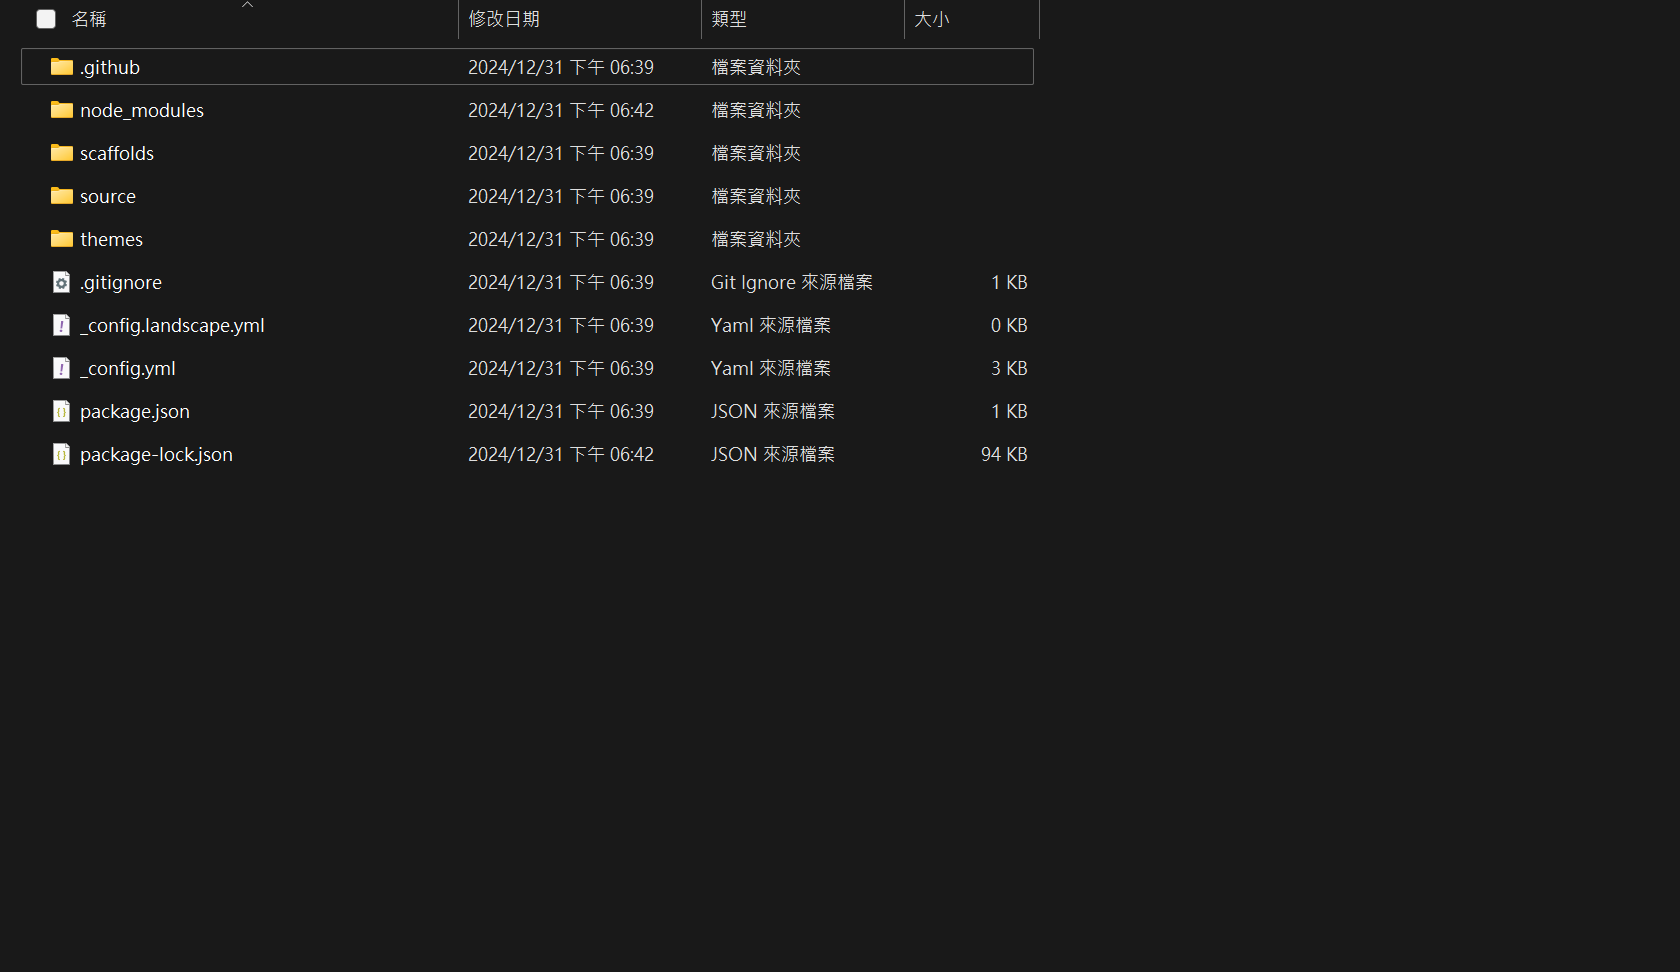 名稱 修改日期 類型 大小
.github 2024/12/31 下午 06:39 檔案資料夾
node_modules 2024/12/31 下午 06:42 檔案資料夾
scaffolds 2024/12/31 下午 06:39 檔案資料夾
source 2024/12/31 下午 06:39 檔案資料夾
themes 2024/12/31 下午 06:39 檔案資料夾
.gitignore 2024/12/31 下午 06:39 Git Ignore 來源檔案 1 KB
_config.landscape.yml 2024/12/31 下午 06:39 Yaml 來源檔案 0 KB
_config.yml 2024/12/31 下午 06:39 Yaml 來源檔案 3 KB
package.json 2024/12/31 下午 06:39 JSON 來源檔案 1 KB
package-lock.json 2024/12/31 下午 06:42 JSON 來源檔案 94 KB